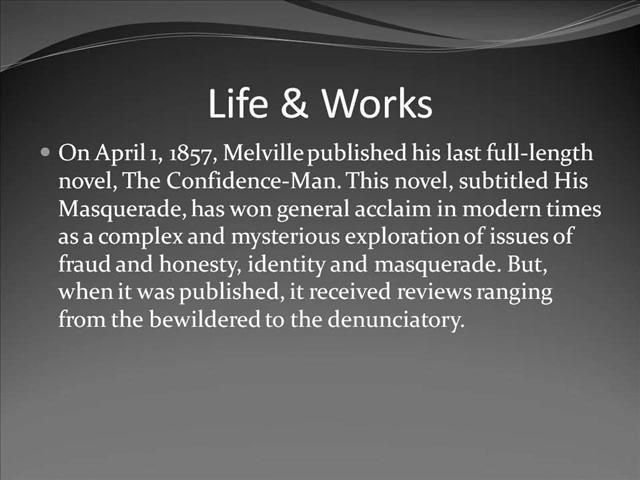 Life & Works
• On April 1, 1857, Melville published his last full-length
novel, The Confidence-Man. This novel, subtitled His
Masquerade, has won general acclaim in modern times
as a complex and mysterious exploration of issues of
fraud and honesty, identity and masquerade. But,
when it was published, it received reviews ranging
from the bewildered to the denunciatory.